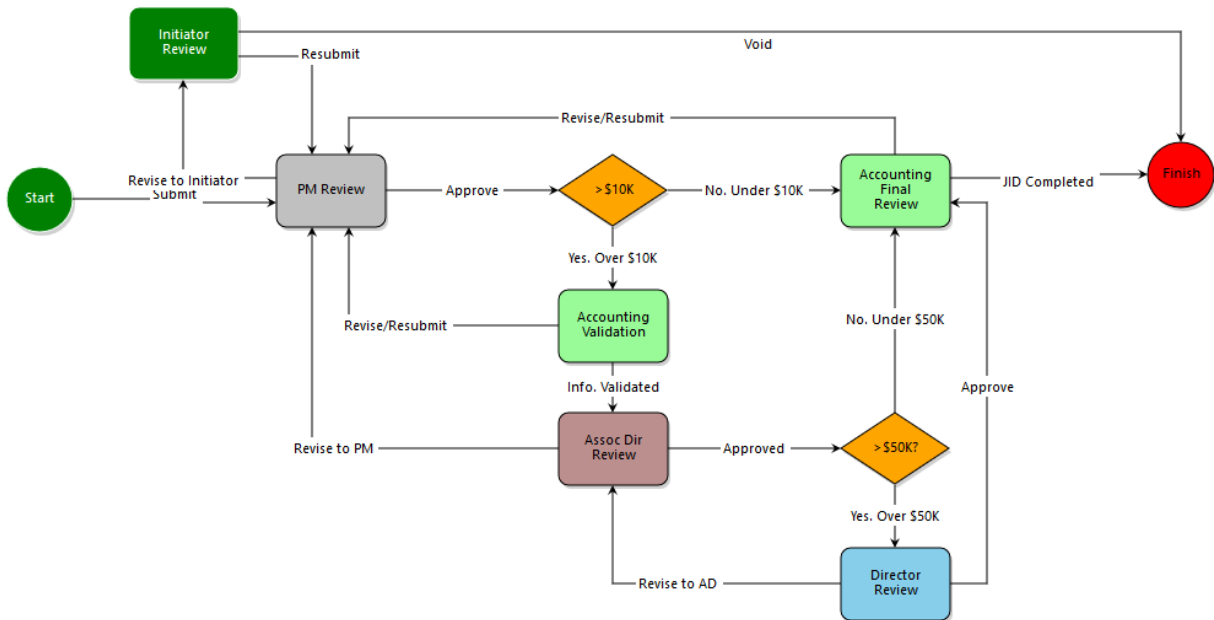 Initiator
Review
Void
Resubmit
Revise/Resubmit
Start
Revise to Initiator
Submit
PM Review
Approve
> $10K
No. Under $10K
Accounting
Final
Review
JID Completed
Finish
Yes. Over $10K
Revise/Resubmit
Accounting
Validation
No. Under $50K
Info. Validated
Approve
Revise to PM
Assoc Dir
Review
Approved
> $50K?
Yes. Over $50K
Revise to AD
Director
Review